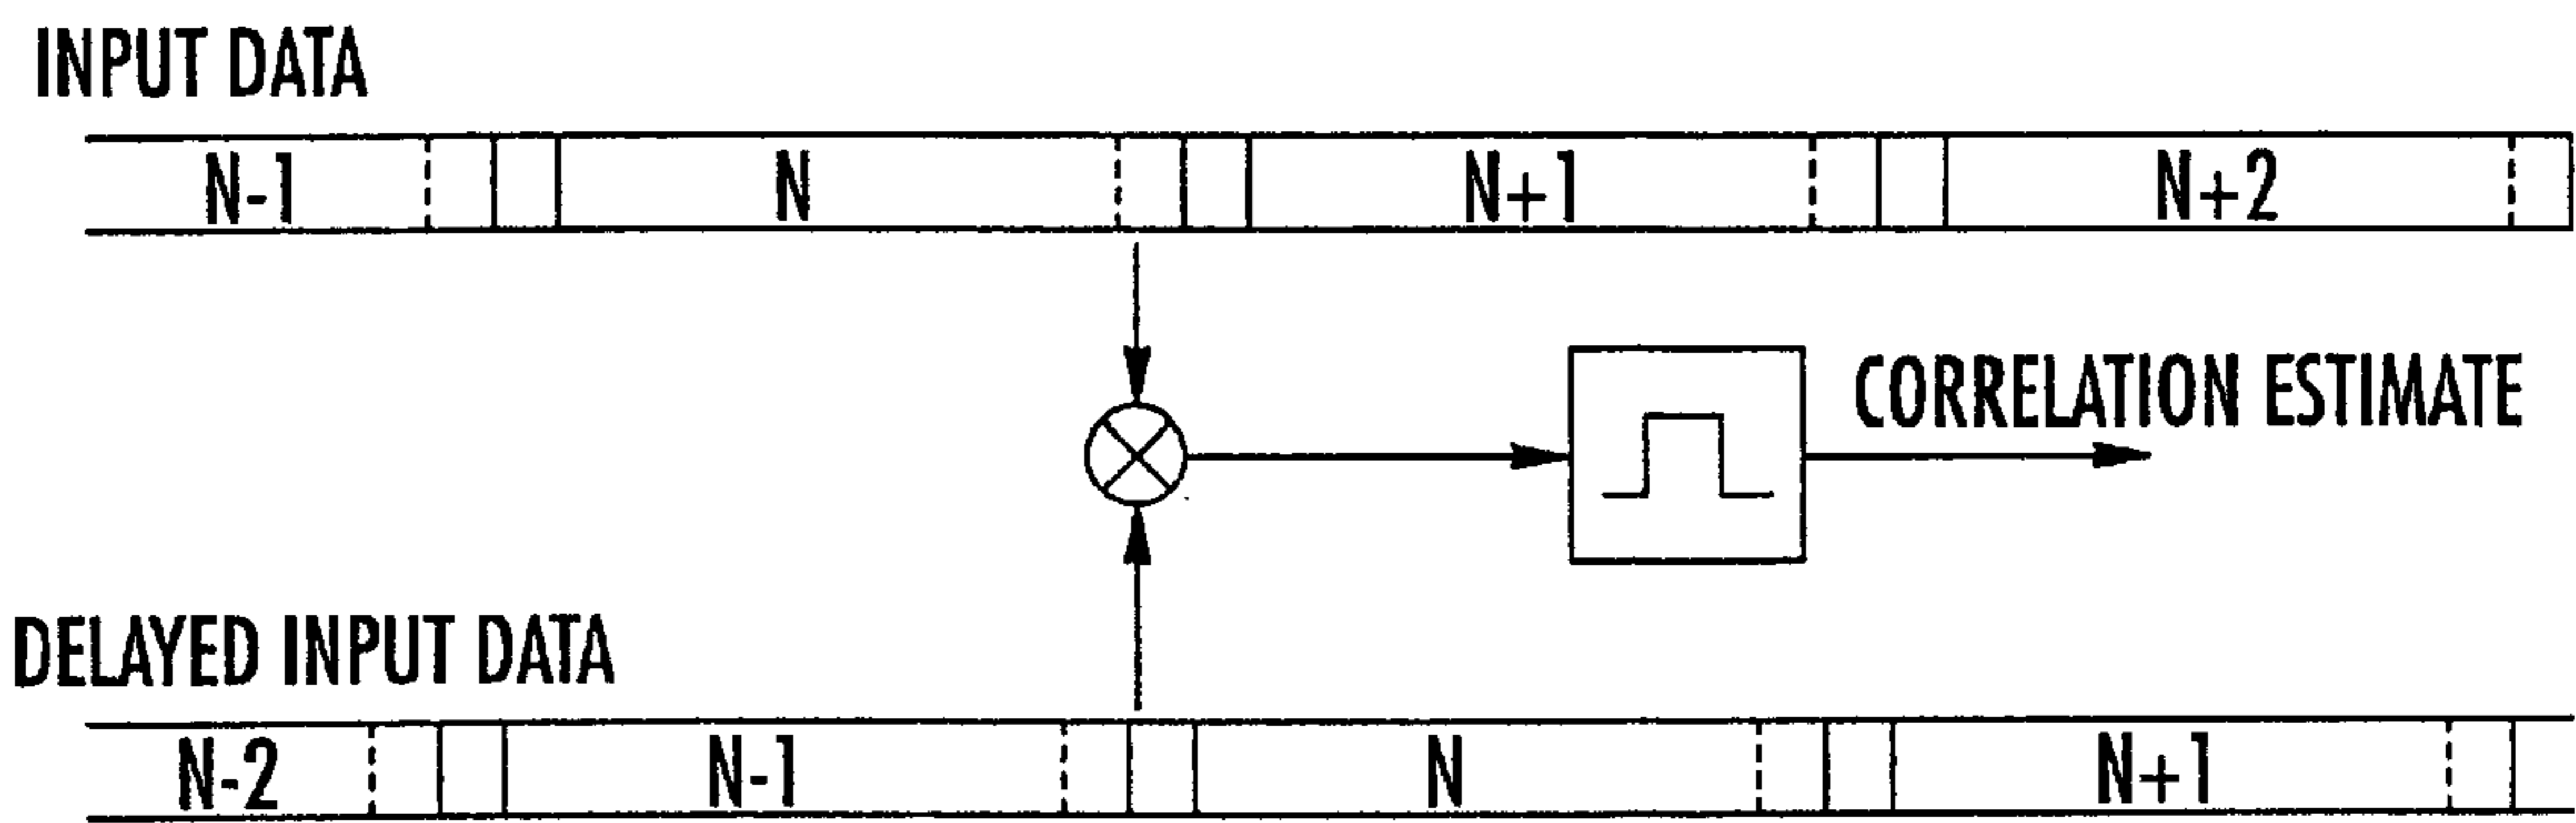 INPUT DATA
N-1 N N+1 N+2
CORRELATION ESTIMATE
DELAYED INPUT DATA
N-2 N-1 N N+1